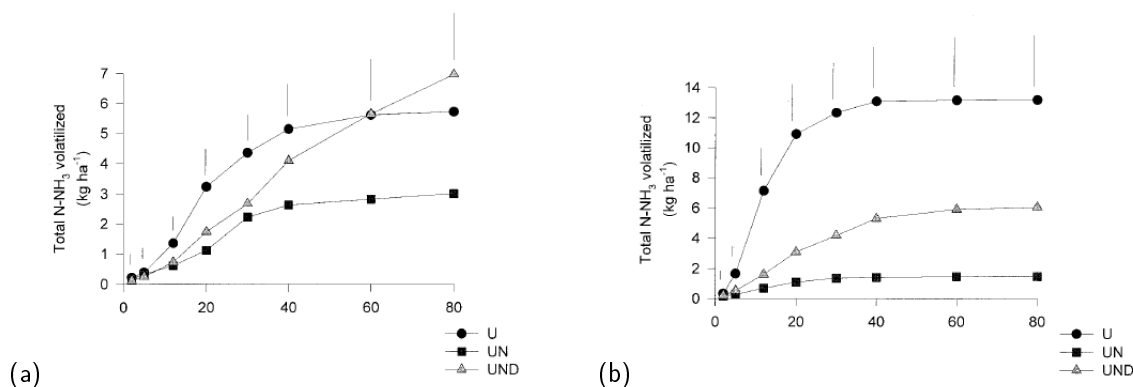 Total N-NH3 volatilized
(kg ha-1)
7
6
5
4
3
2
1
0
0 20 40 60 80
U
UN
UND
(a)
Total N-NH3 volatilized
(kg ha-1)
14
12
10
8
6
4
2
0
0 20 40 60 80
U
UN
UND
(b)